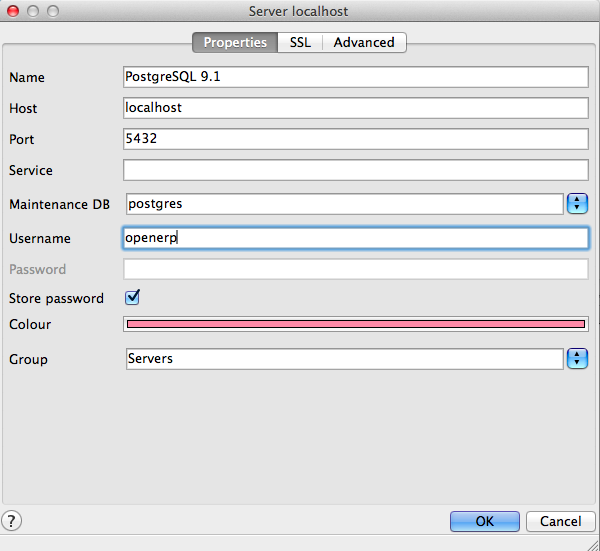 Server localhost
Properties SSL Advanced
Name PostgreSQL 9.1
Host localhost
Port 5432
Service
Maintenance DB postgres
Username openerp
Password
Store password
Colour
Group Servers
? OK Cancel